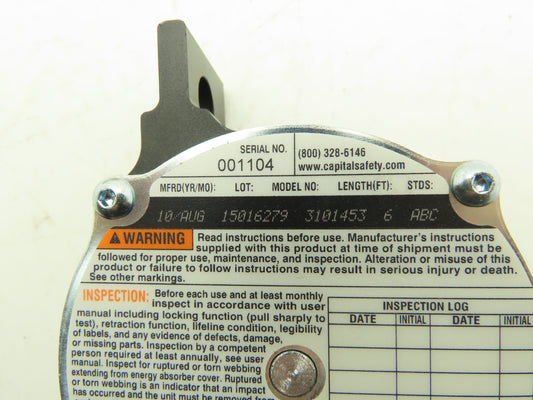 SERIAL NO.
001104
(800) 328-6146
www.capitalsafety.com
MFRD(YR/MO): LOT: MODEL NO: LENGTH(FT): STDS:
10/AUG 15016279 3101453 6 ABC
WARNING Read instructions before use. Manufacturer's instructions
supplied with this product at time of shipment must be
followed for proper use, maintenance, and inspection. Alteration or misuse of this
product or failure to follow instructions may result in serious injury or death.
See other markings.
INSPECTION: Before each use and at least monthly
inspect in accordance with user
manual including locking function (pull sharply to
test), retraction function, lifeline condition, legibility
of labels, and any evidence of defects, damage,
or missing parts. Inspection by a competent
person required at least annually, see user
manual. Inspect for ruptured or torn webbing
extending from energy absorber cover. Ruptured
or torn webbing is an indicator that an impact
has occurred and the unit must be removed from
INSPECTION LOG
DATE INITIAL DATE INITIAL